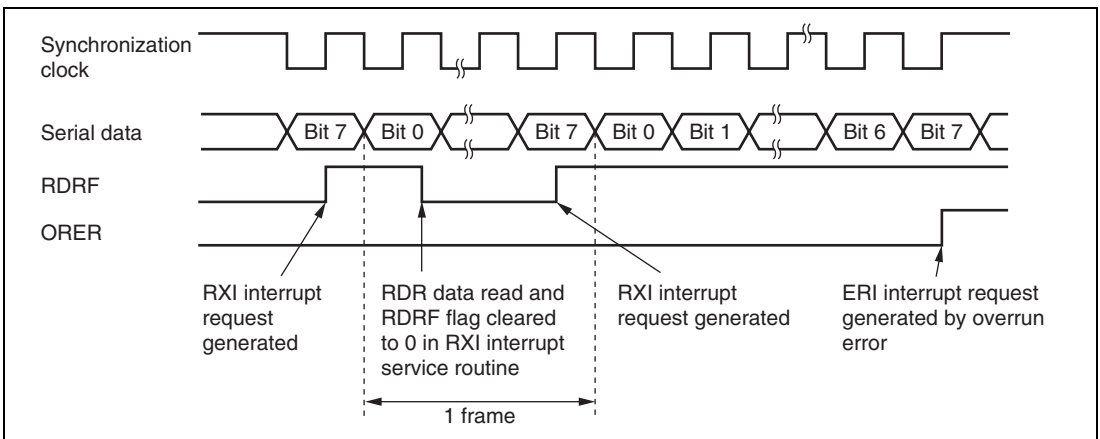 Synchronization
clock
Serial data
Bit 7
Bit 0
Bit 7
Bit 0
Bit 1
Bit 6
Bit 7
RDRF
ORER
RXI interrupt
request
generated
RDR data read and
RDRF flag cleared
to 0 in RXI interrupt
service routine
RXI interrupt
request generated
ERI interrupt request
generated by overrun
error
1 frame